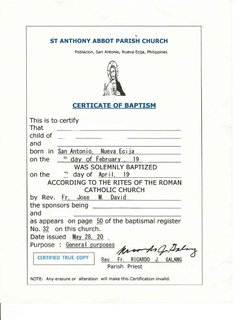 ST ANTHONY ABBOT PARISH CHURCH
Poblacion, San Antonio, Nueva Ecija, Philippines
CERTICATE OF BAPTISM
This is to certify
That
child of
and
born in San Antonio, Nueva Ecija
on the day of February, 19
WAS SOLEMNLY BAPTIZED
on the day of April, 19
ACCORDING TO THE RITES OF THE ROMAN
CATHOLIC CHURCH
by Rev. Fr. Jose M. David
the sponsors being
and
as appears on page 50 of the baptismal register
No. 32 on this church.
Date issued May 28, 20
Purpose : General purposes
Ricardo J. Galang
CERTIFIED TRUE COPY
Rev. Fr. RICARDO J GALANG
Parish Priest
NOTE: Any erasure or alteration will make this Certification invalid.